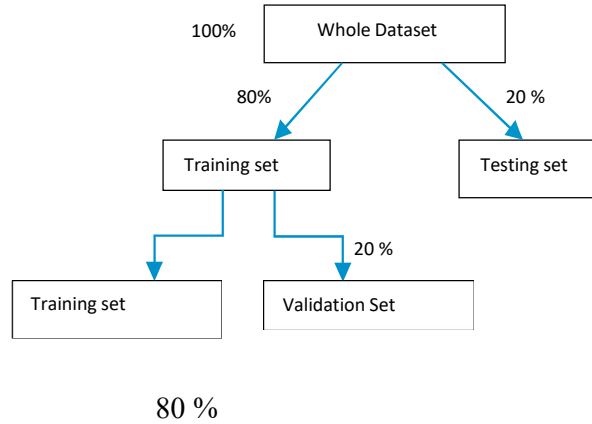 100%
Whole Dataset
80%
20 %
Training set
Testing set
20 %
Training set
Validation Set
80 %